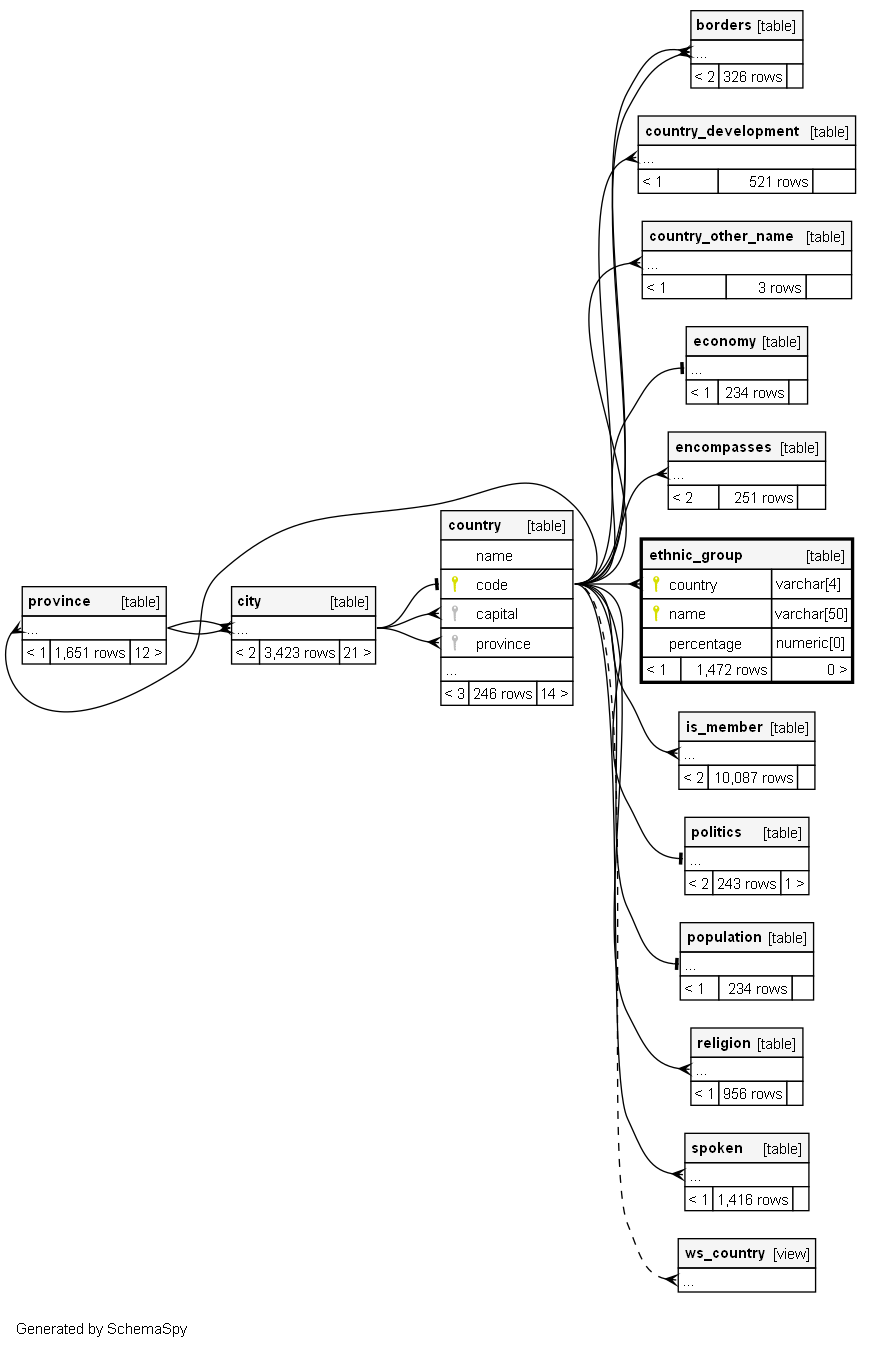 borders [table]
...
< 2 326 rows
country_development [table]
...
< 1 521 rows
country_other_name [table]
...
< 1 3 rows
economy [table]
...
< 1 234 rows
encompasses [table]
...
< 2 251 rows
country [table]
name
code
capital
province
...
< 3 246 rows 14 >
ethnic_group [table]
country varchar[4]
name varchar[50]
percentage numeric[0]
< 1 1,472 rows 0 >
province [table]
...
< 1 1,651 rows 12 >
city [table]
...
< 2 3,423 rows 21 >
is_member [table]
...
< 2 10,087 rows
politics [table]
...
< 2 243 rows 1 >
population [table]
...
< 1 234 rows
religion [table]
...
< 1 956 rows
spoken [table]
...
< 1 1,416 rows
ws_country [view]
...
Generated by SchemaSpy